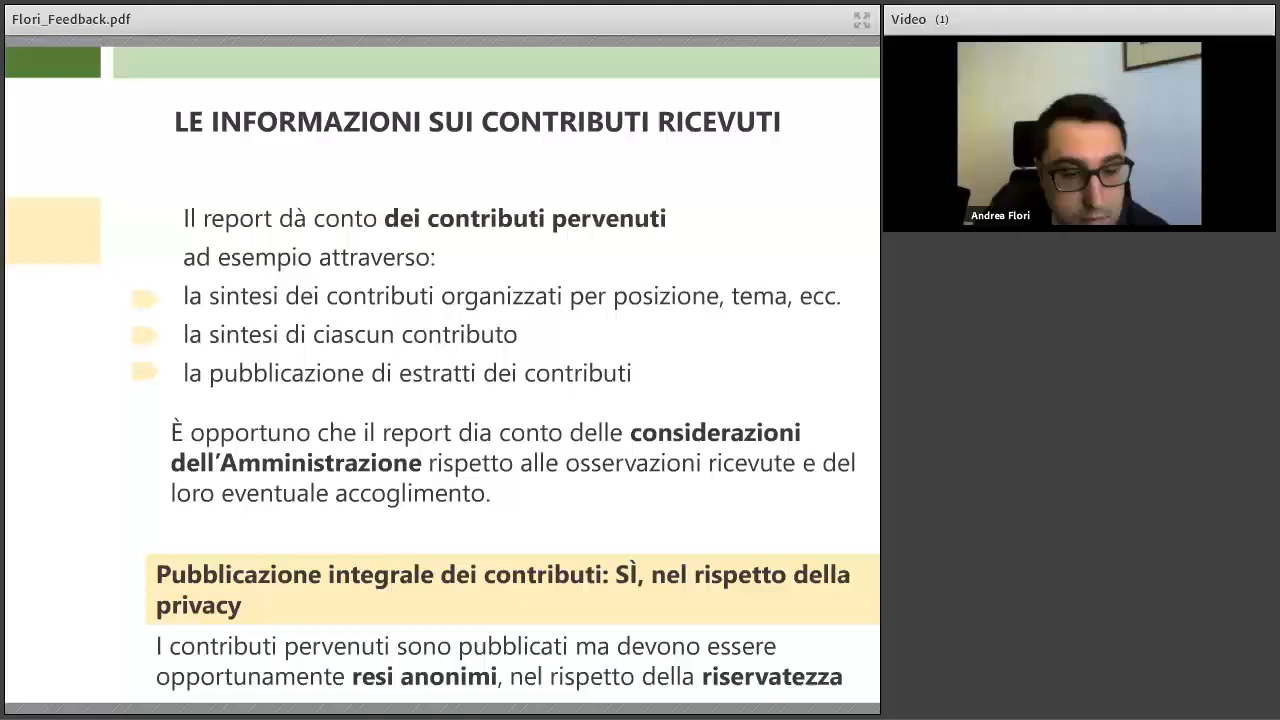 Flori_Feedback.pdf
Video (1)
LE INFORMAZIONI SUI CONTRIBUTI RICEVUTI
Andrea Flori
Il report dà conto dei contributi pervenuti
ad esempio attraverso:
la sintesi dei contributi organizzati per posizione, tema, ecc.
la sintesi di ciascun contributo
la pubblicazione di estratti dei contributi
È opportuno che il report dia conto delle considerazioni
dell'Amministrazione rispetto alle osservazioni ricevute e del
loro eventuale accoglimento.
Pubblicazione integrale dei contributi: SÌ, nel rispetto della
privacy
I contributi pervenuti sono pubblicati ma devono essere
opportunamente resi anonimi, nel rispetto della riservatezza